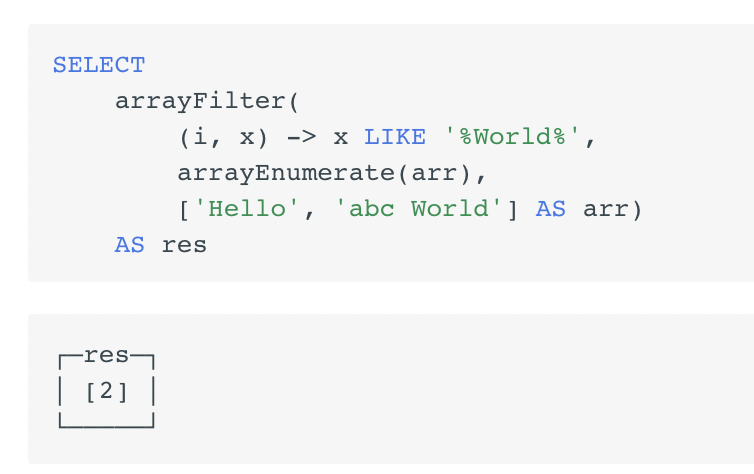 SELECT
    arrayFilter(
        (i, x) -> x LIKE '%World%',
        arrayEnumerate(arr),
        ['Hello', 'abc World'] AS arr)
    AS res
┌─res─┐
│ [2] │
└─────┘